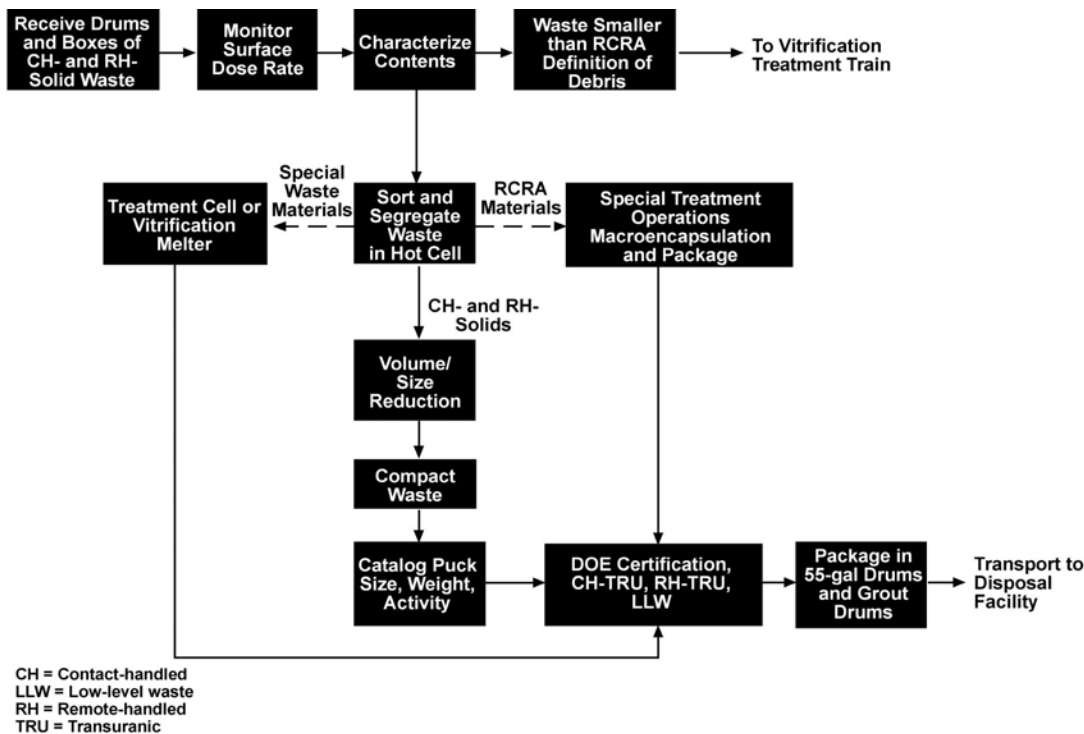 Receive Drums
and Boxes of
CH- and RH-
Solid Waste
Monitor
Surface
Dose Rate
Characterize
Contents
Waste Smaller
than RCRA
Definition of
Debris
To Vitrification
Treatment Train
Treatment Cell or
Vitrification
Melter
Special
Waste
Materials
Sort and
Segregate
Waste
in Hot Cell
RCRA
Materials
Special Treatment
Operations
Macroencapsulation
and Package
CH- and RH-
Solids
Volume/
Size
Reduction
Compact
Waste
Catalog Puck
Size, Weight,
Activity
DOE Certification,
CH-TRU, RH-TRU,
LLW
Package in
55-gal Drums
and Grout
Drums
Transport to
Disposal
Facility
CH = Contact-handled
LLW = Low-level waste
RH = Remote-handled
TRU = Transuranic